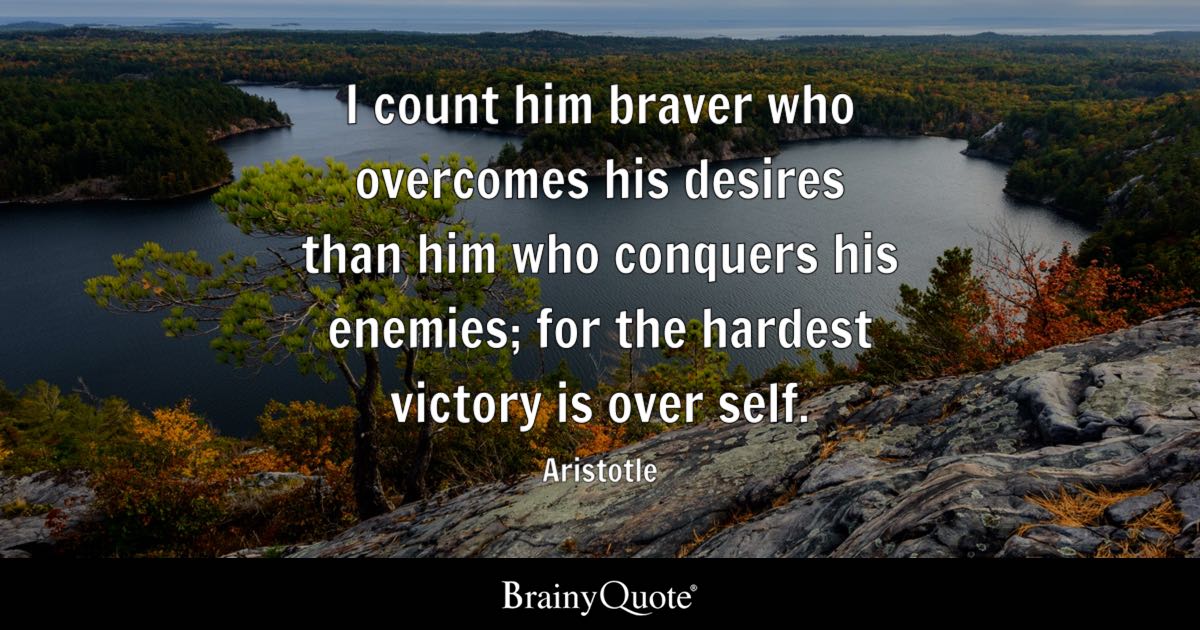 I count him braver who
overcomes his desires
than him who conquers his
enemies; for the hardest
victory is over self.
Aristotle
BrainyQuote®